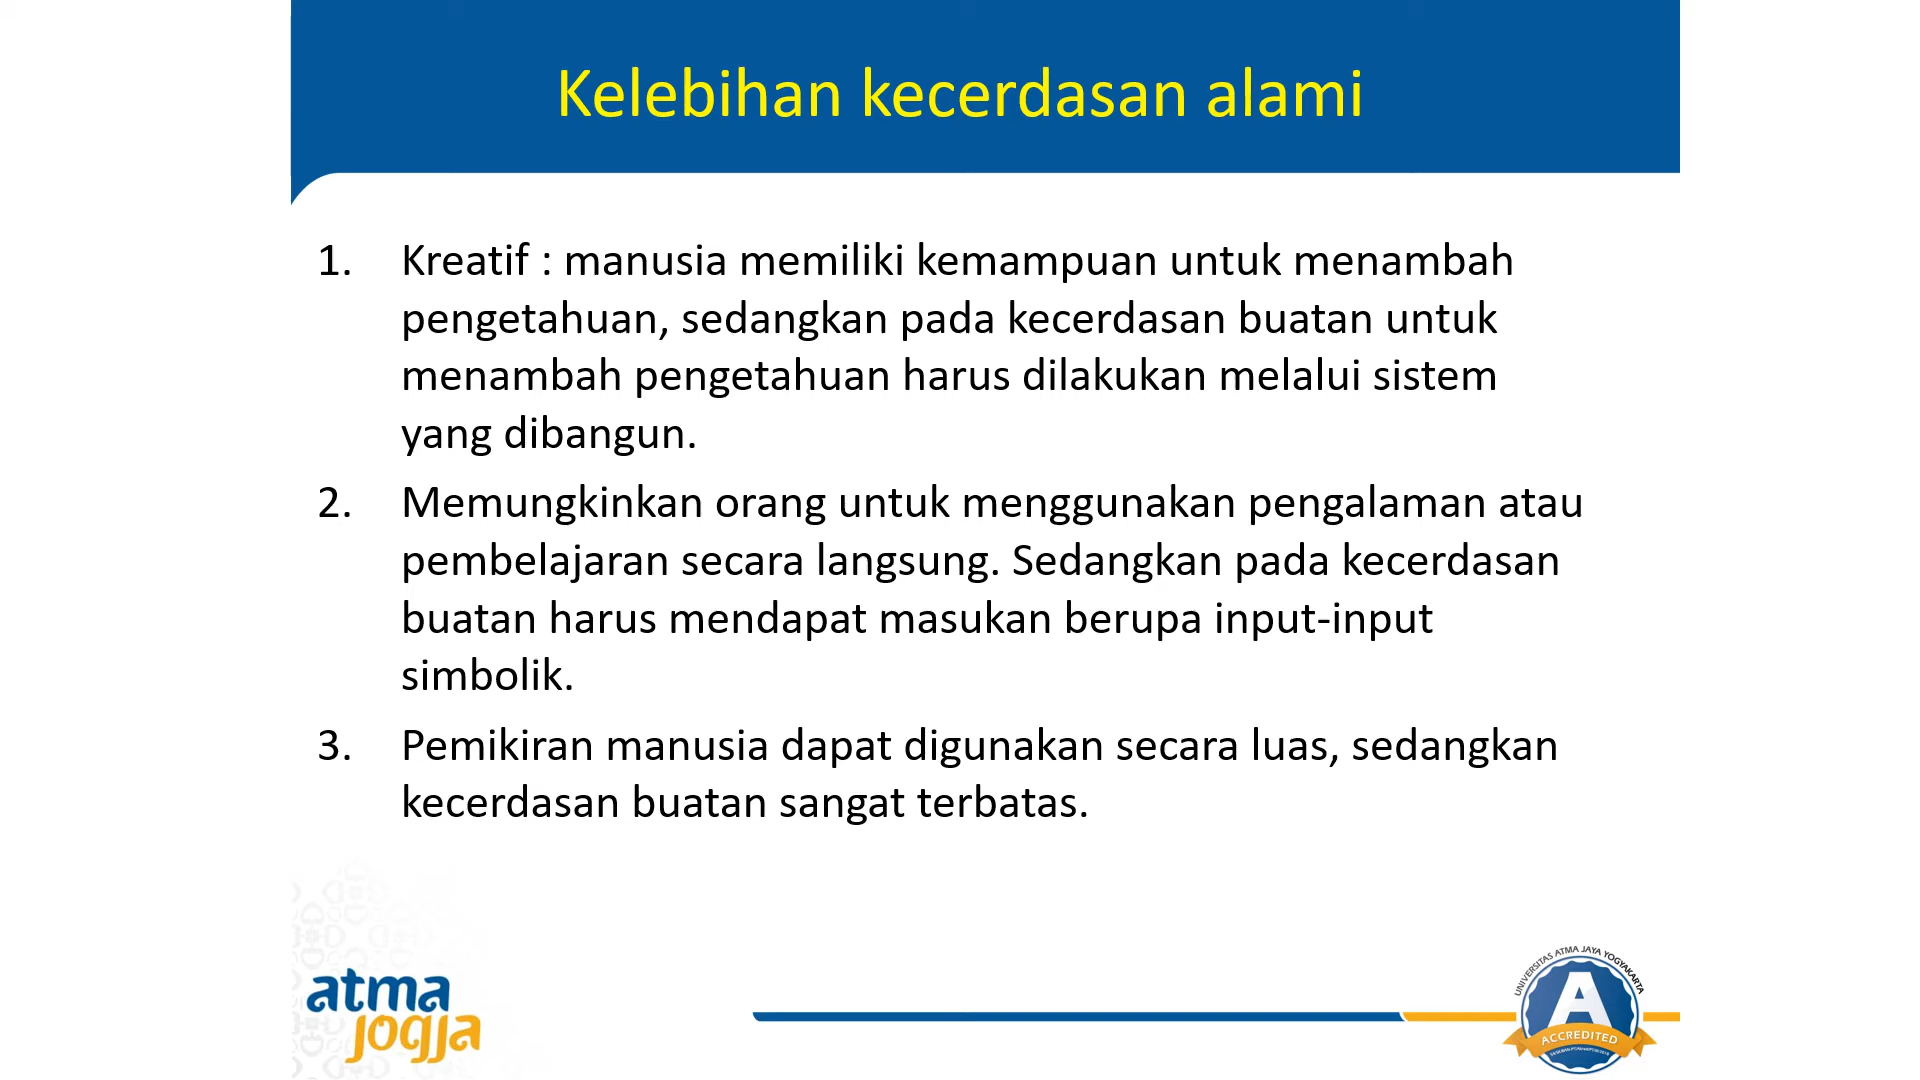 Kelebihan kecerdasan alami
1. Kreatif : manusia memiliki kemampuan untuk menambah
pengetahuan, sedangkan pada kecerdasan buatan untuk
menambah pengetahuan harus dilakukan melalui sistem
yang dibangun.
2. Memungkinkan orang untuk menggunakan pengalaman atau
pembelajaran secara langsung. Sedangkan pada kecerdasan
buatan harus mendapat masukan berupa input-input
simbolik.
3. Pemikiran manusia dapat digunakan secara luas, sedangkan
kecerdasan buatan sangat terbatas.
atma
jogja
UNIVERSITAS ATMA JAYA YOGYAKARTA
A
ACCREDITED